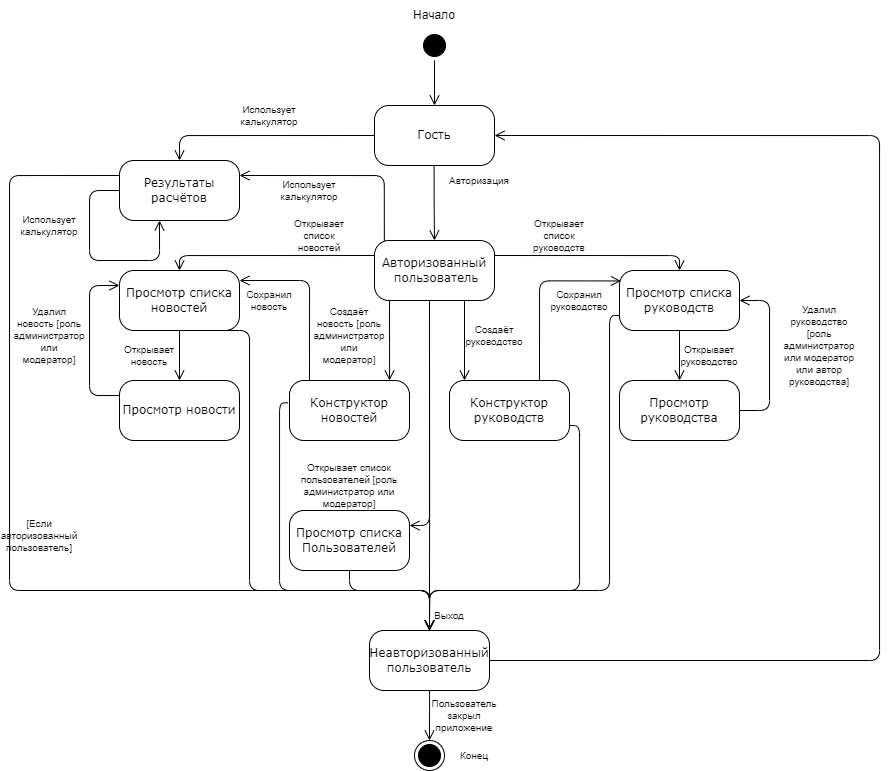 Начало
Гость
Использует
калькулятор
Авторизация
Результаты
расчётов
Использует
калькулятор
Использует
калькулятор
Открывает
список
новостей
Открывает
список
руководств
Авторизованный
пользователь
Просмотр списка
новостей
Просмотр списка
руководств
Сохранил
новость
Сохранил
руководство
Удалил
новость [роль
администратор
или
модератор]
Создаёт
новость [роль
администратор
или
модератор]
Создаёт
руководство
Удалил
руководство
[роль
администратор
или модератор
или автор
руководства]
Открывает
новость
Открывает
руководство
Просмотр новости
Конструктор
новостей
Конструктор
руководств
Просмотр
руководства
Открывает список
пользователей [роль
администратор или
модератор]
Просмотр списка
Пользователей
[Если
авторизованный
пользователь]
Выход
Неавторизованный
пользователь
Пользователь
закрыл
приложение
Конец